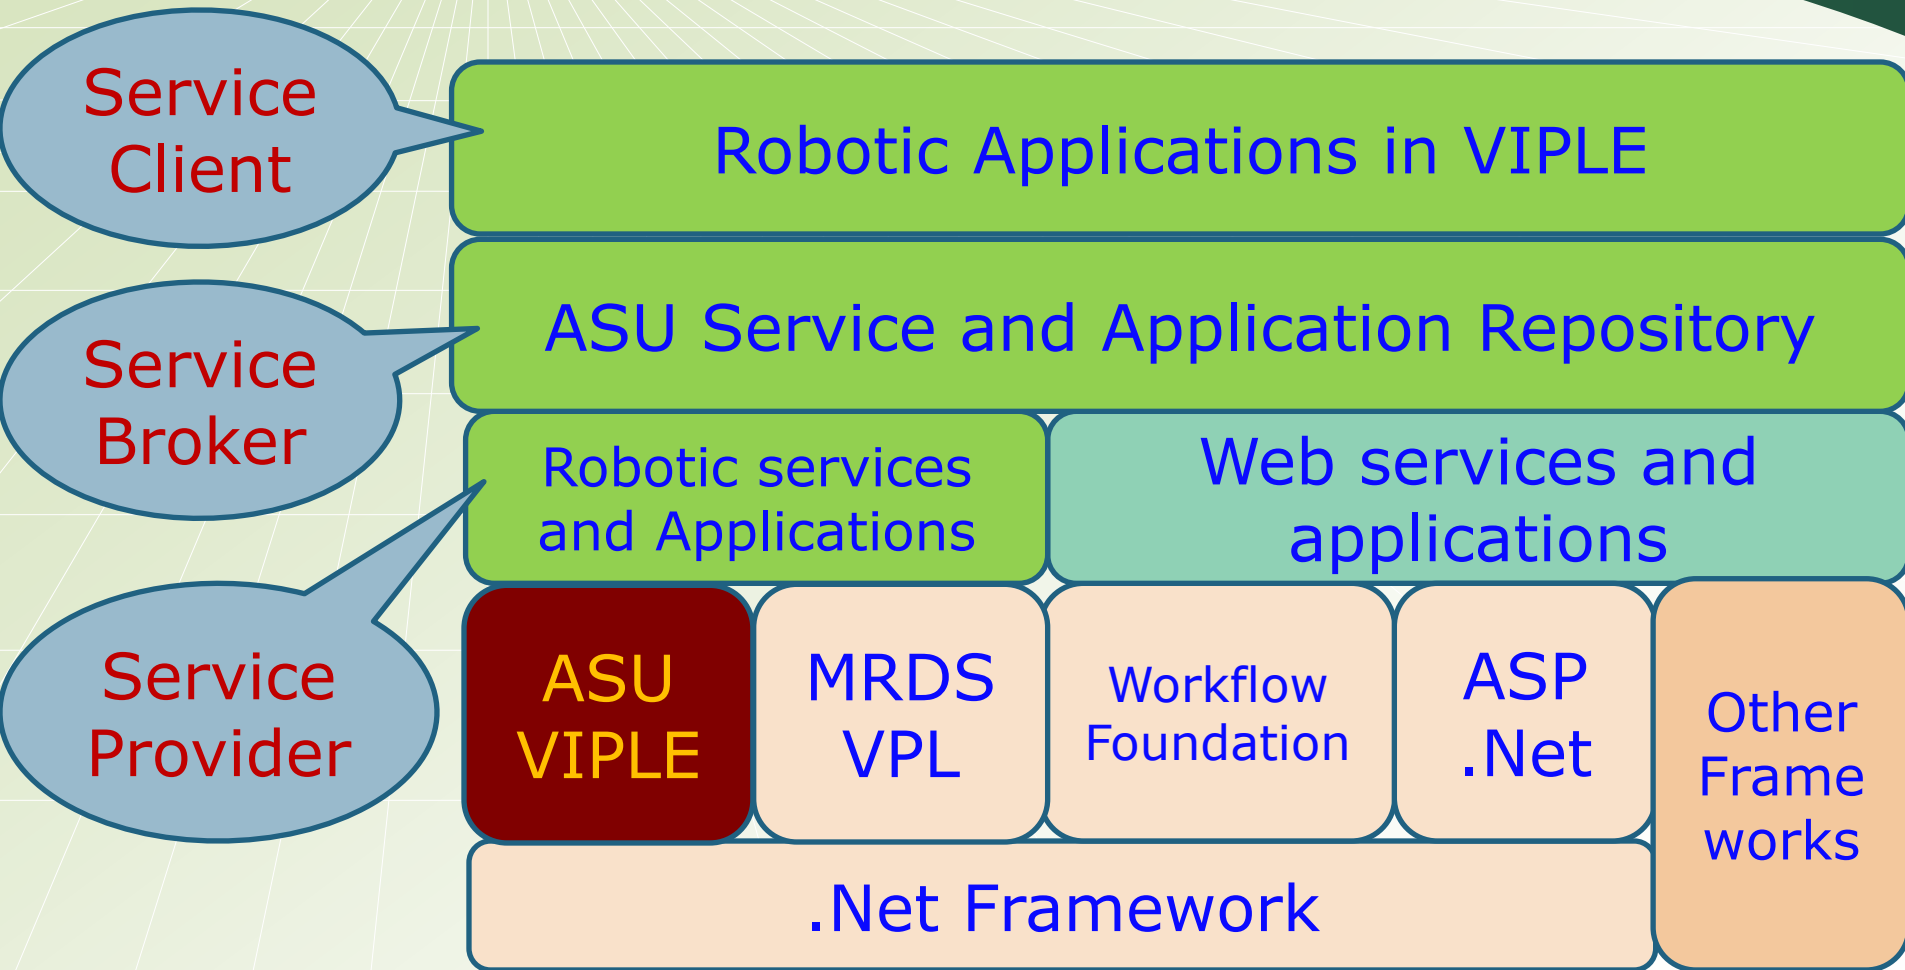 Service
Client
Robotic Applications in VIPLE
Service
Broker
ASU Service and Application Repository
Robotic services
and Applications
Web services and
applications
Service
Provider
ASU
VIPLE
MRDS
VPL
Workflow
Foundation
ASP
.Net
Other
Frame
works
.Net Framework